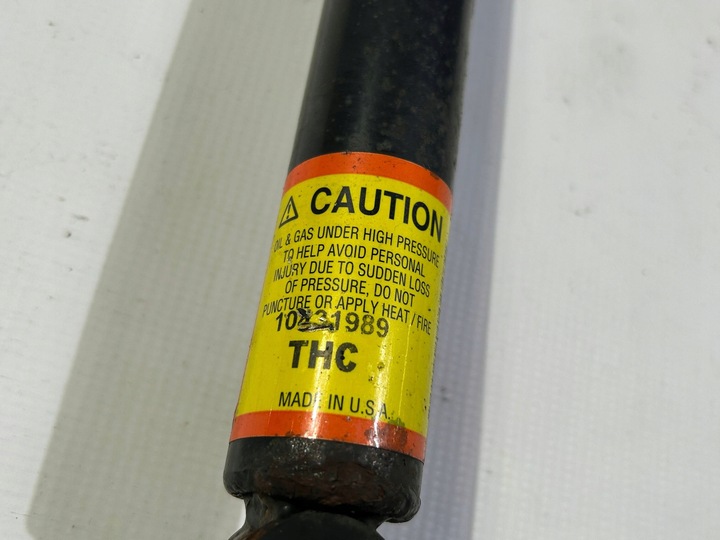 CAUTION
OIL & GAS UNDER HIGH PRESSURE
TO HELP AVOID PERSONAL
INJURY DUE TO SUDDEN LOSS
OF PRESSURE, DO NOT
PUNCTURE OR APPLY HEAT / FIRE
THC
MADE IN U.S.A.